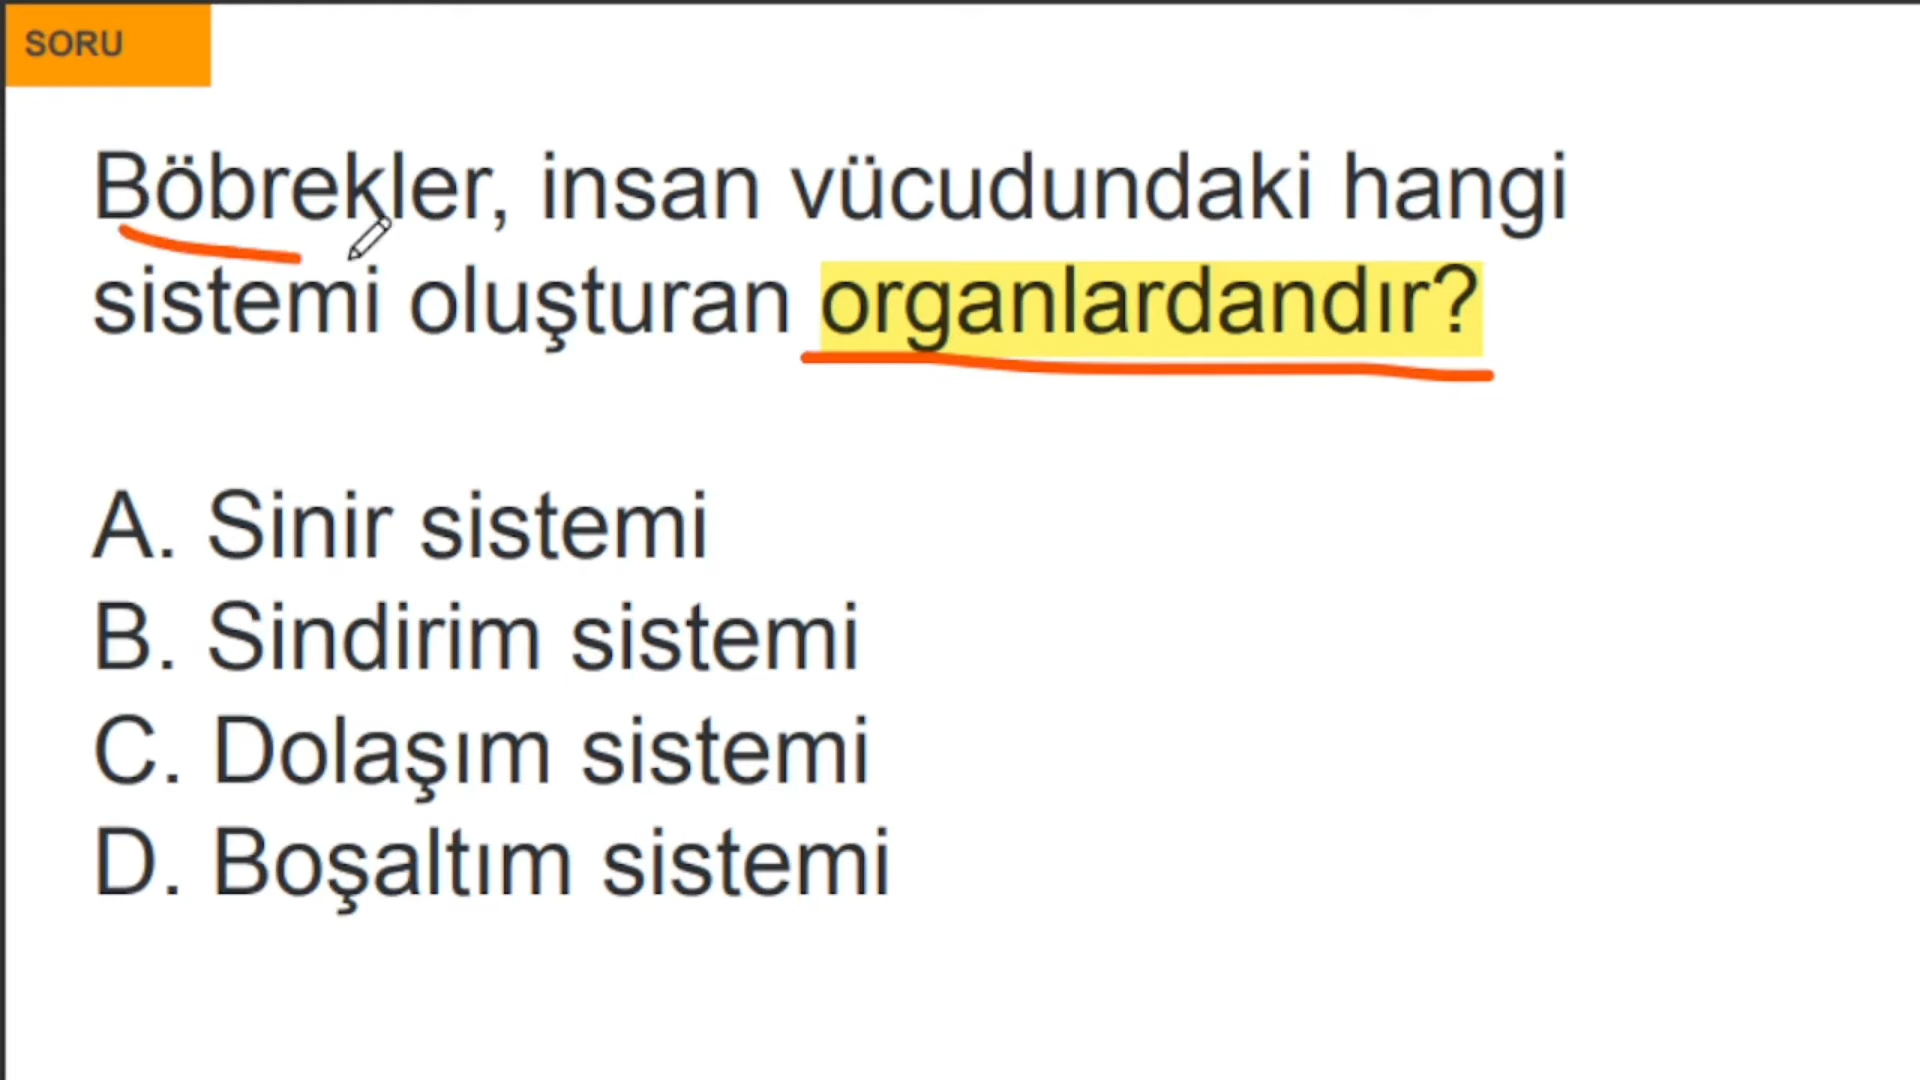 SORU
Böbrekler, insan vücudundaki hangi
sistemi oluşturan organlardandır?
A. Sinir sistemi
B. Sindirim sistemi
C. Dolaşım sistemi
D. Boşaltım sistemi